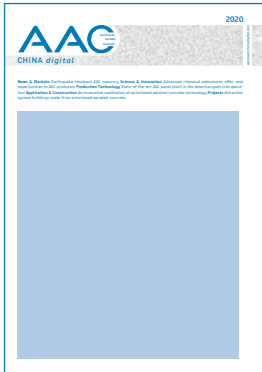 2020
AAC
CHINA digital
News & Markets Earthquake-resistant AAC masonry, Science & Innovation Advanced chemical admixtures offer new
opportunities to AAC producers Production Technology State-of-the-art AAC panel plant in the Americas goes into opera-
tion Application & Construction An innovative application of autoclaved aerated concrete technology, Projects Attractive
system buildings made from autoclaved aerated concrete.